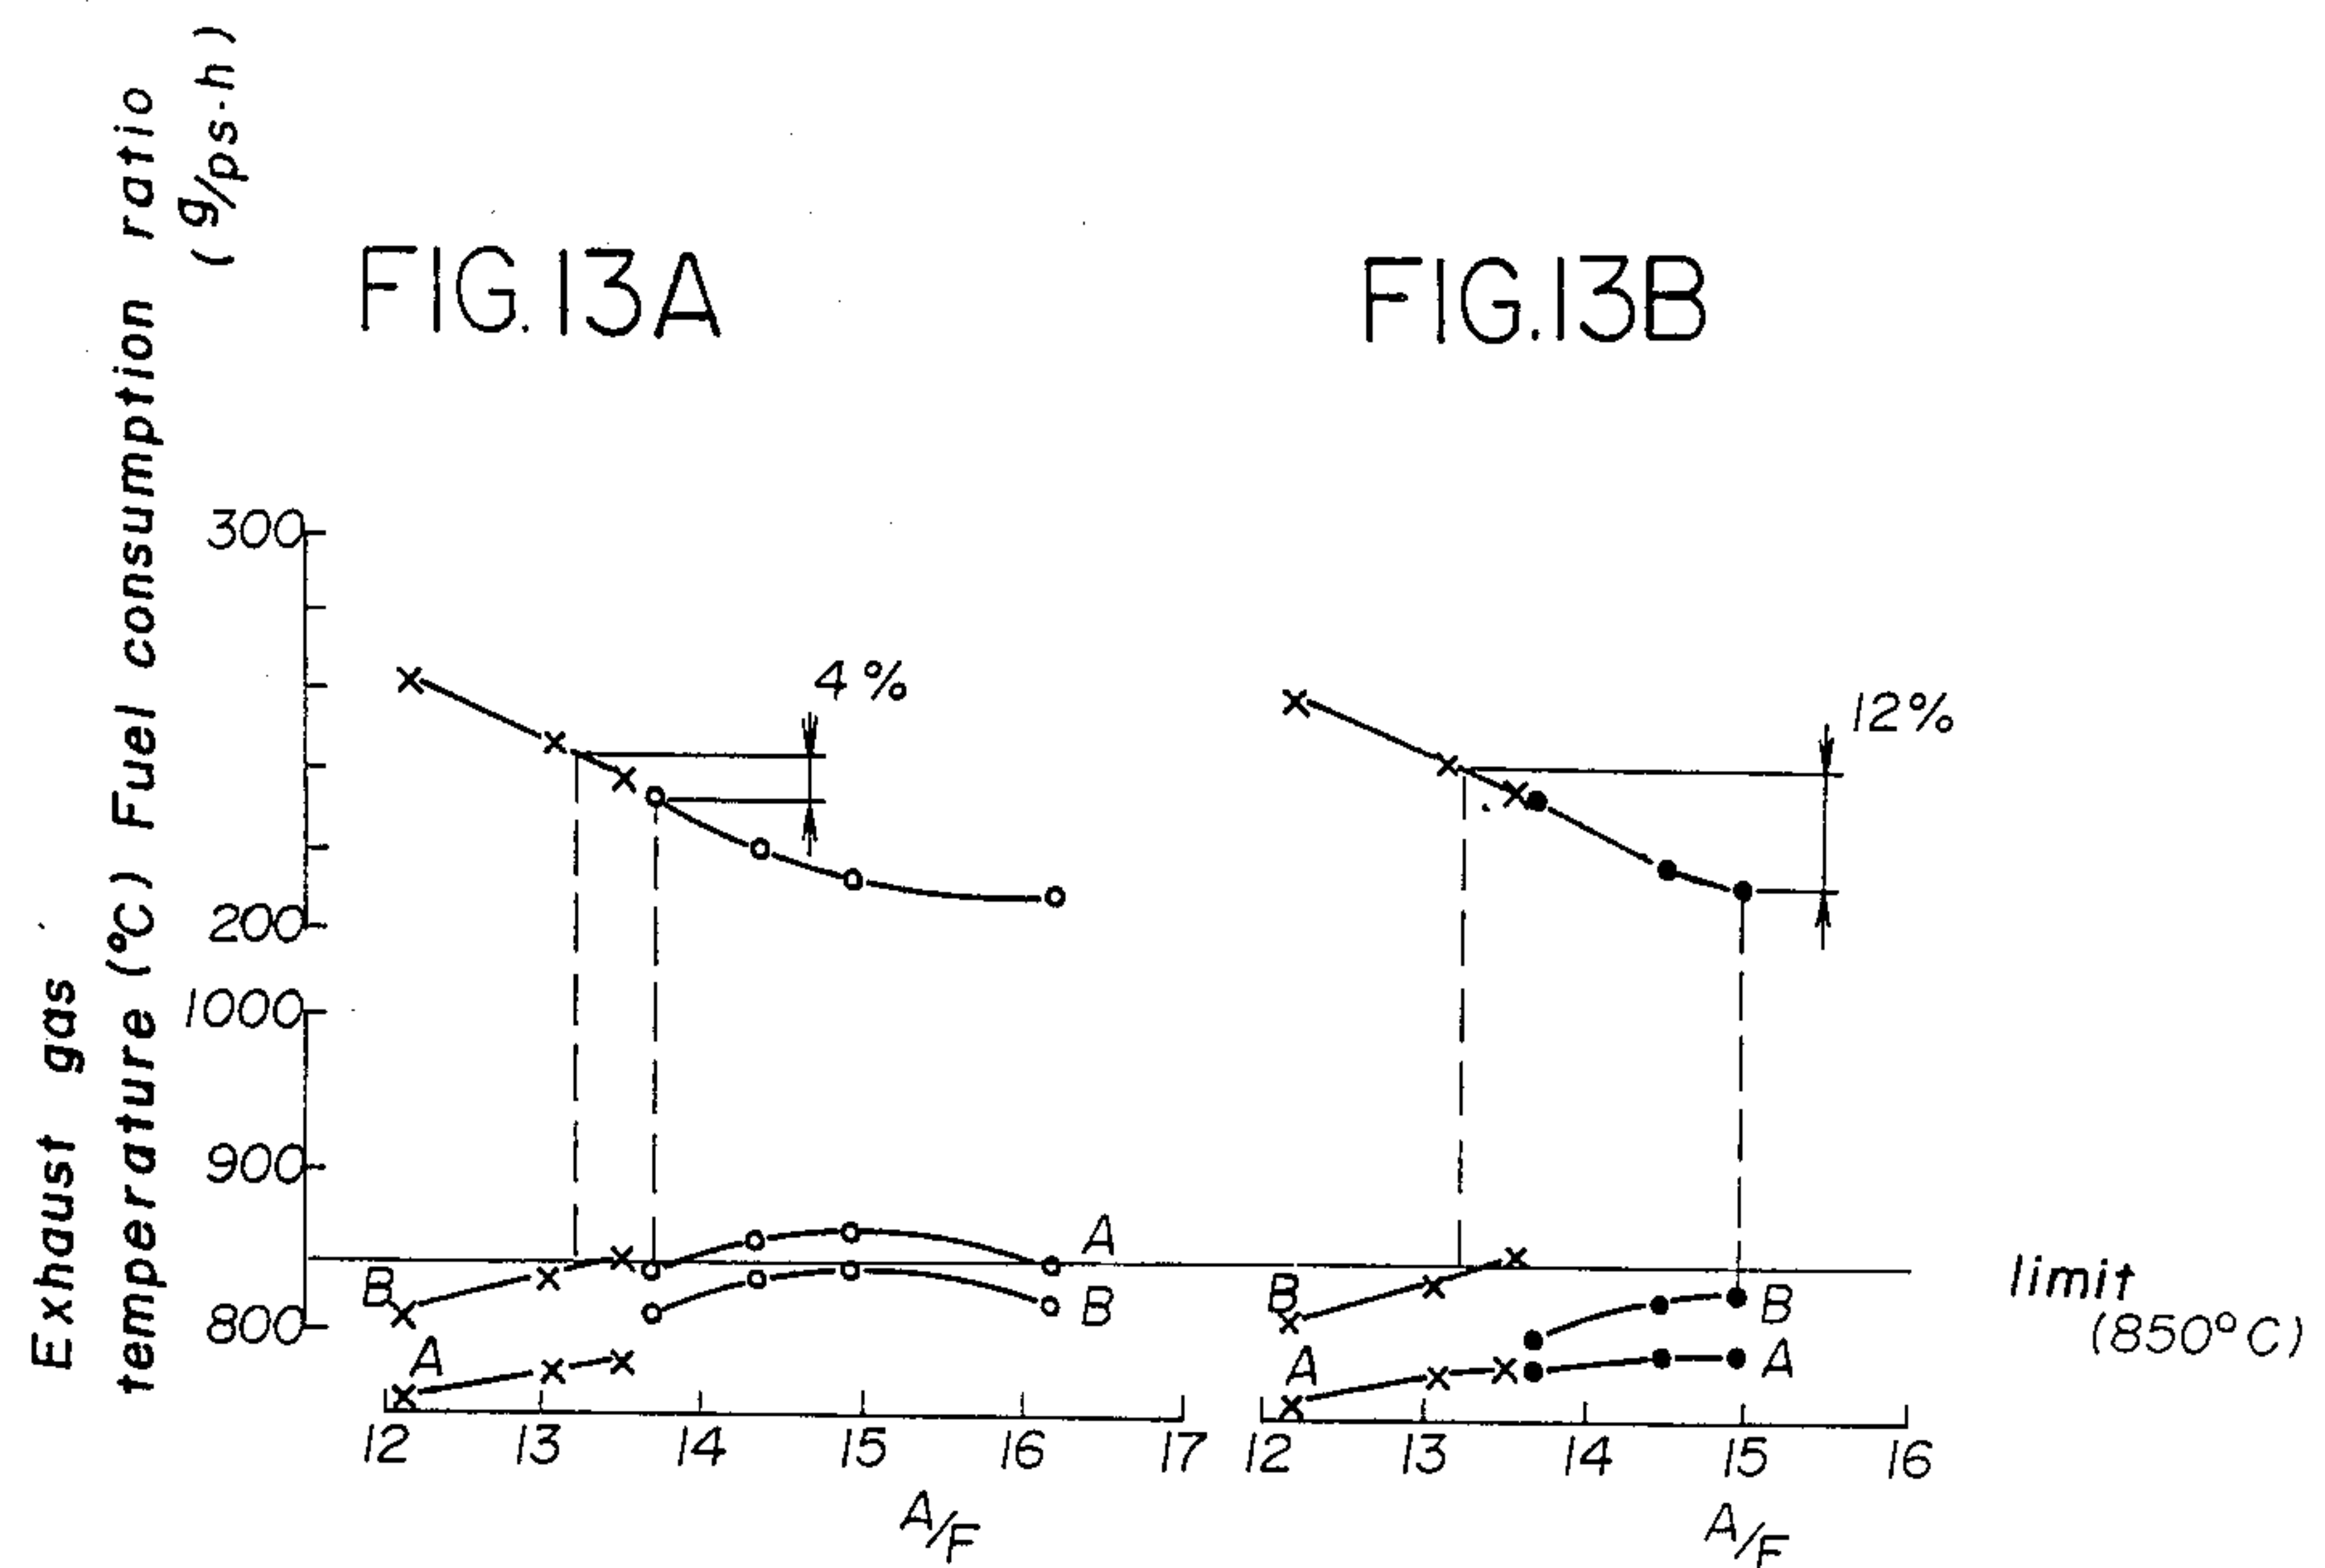 FIG.13A
FIG.13B
Fuel consumption ratio
(g/ps·h)
Exhaust gas
temperature (°C)
300
200
1000
900
800
4%
12%
A
B
B
A
B
A
B
A
limit
(850°C)
12 13 14 15 16 17
A/F
12 13 14 15 16
A/F